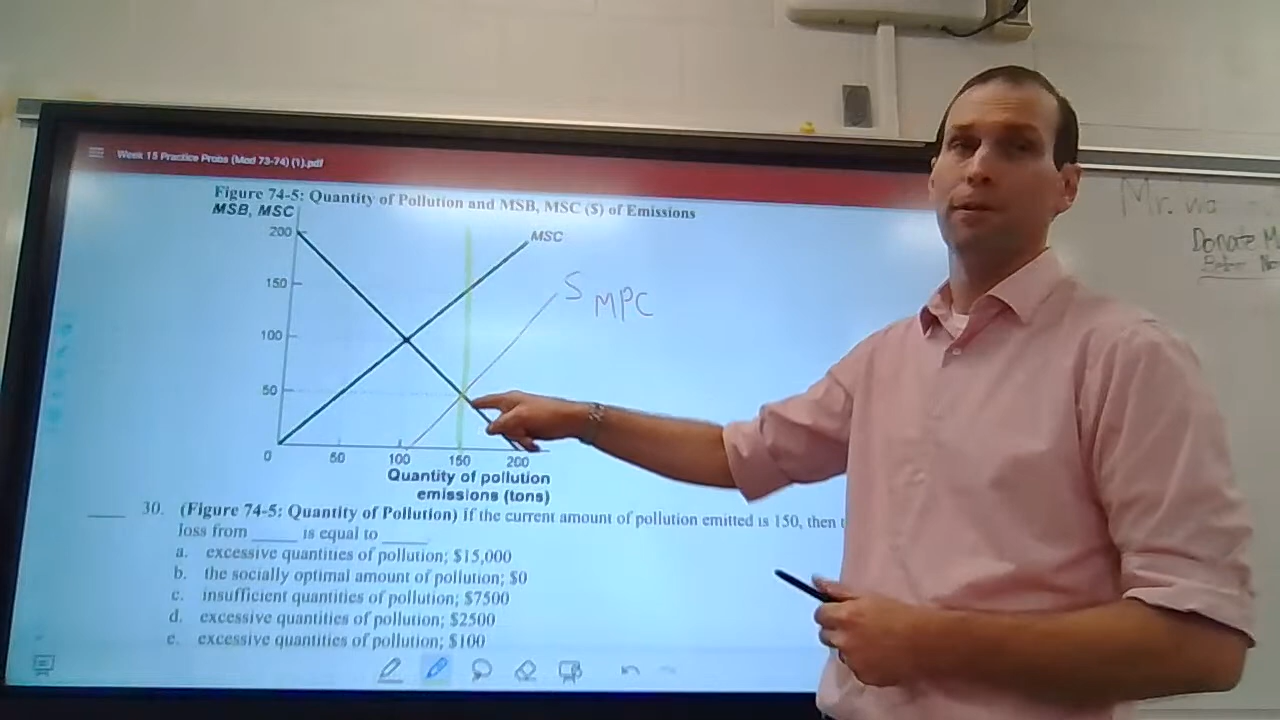 Week 15 Practice Probs (Mod 73-74) (1).pdf
Figure 74-5: Quantity of Pollution and MSB, MSC ($) of Emissions
MSB, MSC
200
MSC
150
S
MPC
100
50
0 50 100 150 200
Quantity of pollution
emissions (tons)
30. (Figure 74-5: Quantity of Pollution) If the current amount of pollution emitted is 150, then
loss from _____ is equal to _____
a. excessive quantities of pollution; $15,000
b. the socially optimal amount of pollution; $0
c. insufficient quantities of pollution; $7500
d. excessive quantities of pollution; $2500
e. excessive quantities of pollution; $100
Mr. Wa
Donate M